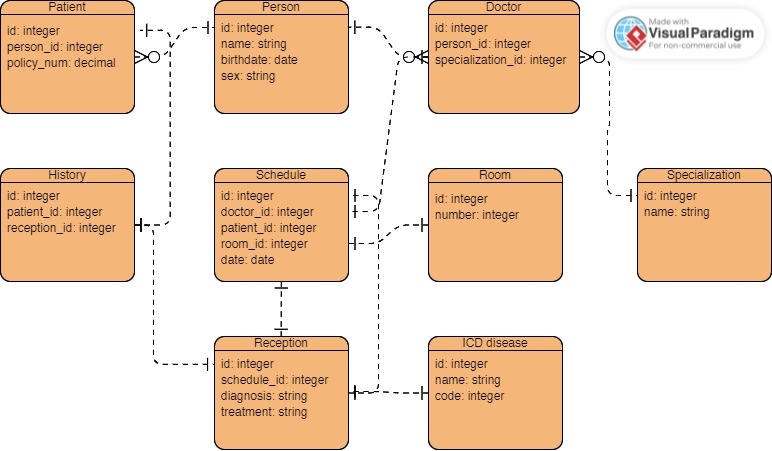 Patient
id: integer
person_id: integer
policy_num: decimal
Person
id: integer
name: string
birthdate: date
sex: string
Doctor
id: integer
person_id: integer
specialization_id: integer
Made with
VisualParadigm
For non-commercial use
History
id: integer
patient_id: integer
reception_id: integer
Schedule
id: integer
doctor_id: integer
patient_id: integer
room_id: integer
date: date
Room
id: integer
number: integer
Specialization
id: integer
name: string
Reception
id: integer
schedule_id: integer
diagnosis: string
treatment: string
ICD disease
id: integer
name: string
code: integer